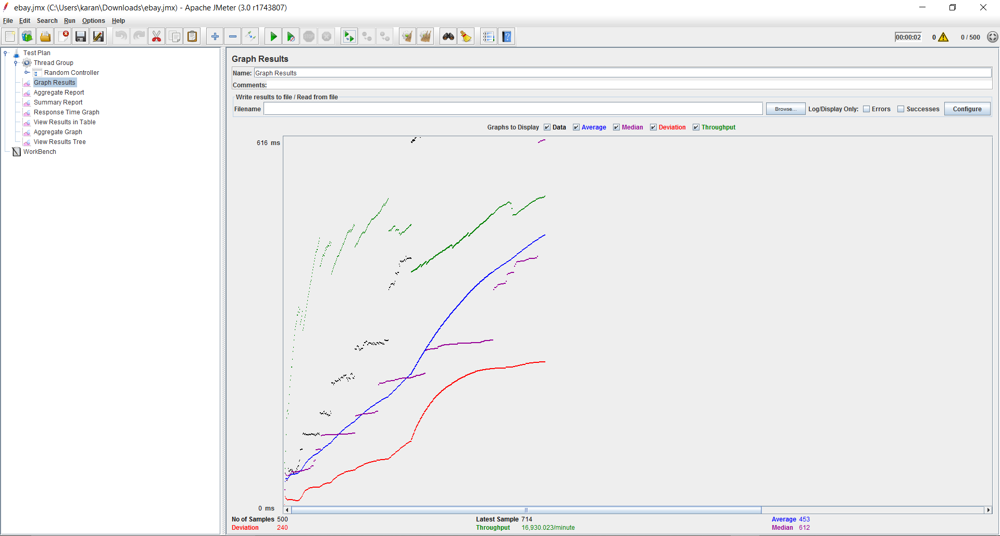 ebay.jmx (C:\Users\karan\Downloads\ebay.jmx) - Apache JMeter (3.0 r1743807)
File Edit Search Run Options Help
STOP
00:00:02 0 0 / 500
Test Plan
Thread Group
Random Controller
Graph Results
Aggregate Report
Summary Report
Response Time Graph
View Results in Table
Aggregate Graph
View Results Tree
WorkBench
Graph Results
Name: Graph Results
Comments:
Write results to file / Read from file
Filename Browse... Log/Display Only: Errors Successes Configure
Graphs to Display Data Average Median Deviation Throughput
616 ms
0 ms
No of Samples 500 Latest Sample 714 Average 453
Deviation 240 Throughput 16,930.023/minute Median 612